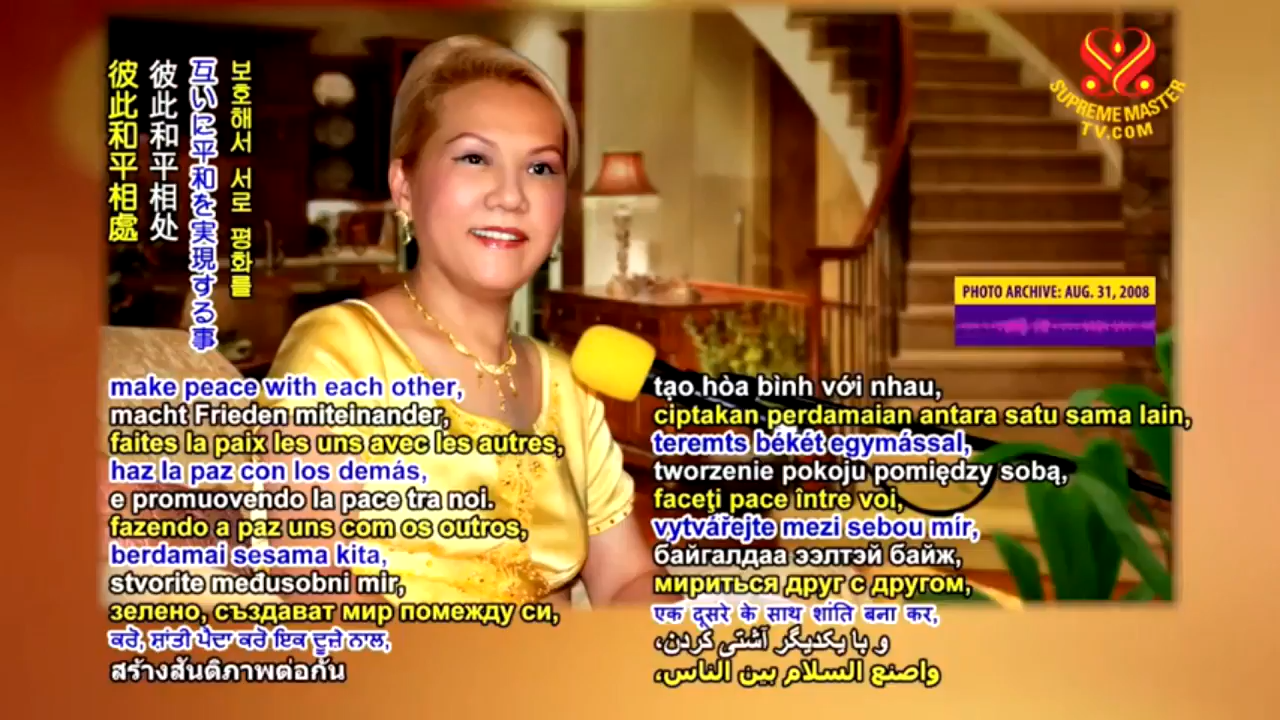 彼此和平相處
彼此和平相处
互いに平和を実現する事
보호해서 서로 평화를
SUPREME MASTER
TV.COM
PHOTO ARCHIVE: AUG. 31, 2008
make peace with each other,
macht Frieden miteinander,
faites la paix les uns avec les autres,
haz la paz con los demás,
e promuovendo la pace tra noi.
fazendo a paz uns com os outros,
berdamai sesama kita,
stvorite međusobni mir,
зелено, създават мир помежду си,
ਕਰੋ, ਸ਼ਾਂਤੀ ਪੈਦਾ ਕਰੋ ਇਕ ਦੂਜੇ ਨਾਲ,
สร้างสันติภาพต่อกัน
tạo hòa bình với nhau,
ciptakan perdamaian antara satu sama lain,
teremts békét egymással,
tworzenie pokoju pomiędzy sobą,
faceţi pace între voi,
vytvářejte mezi sebou mír,
байгалдаа ээлтэй байж,
мириться друг с другом,
एक दूसरे के साथ शांति बना कर,
و با یکدیگر آشتی کردن،
واصنع السلام بين الناس،